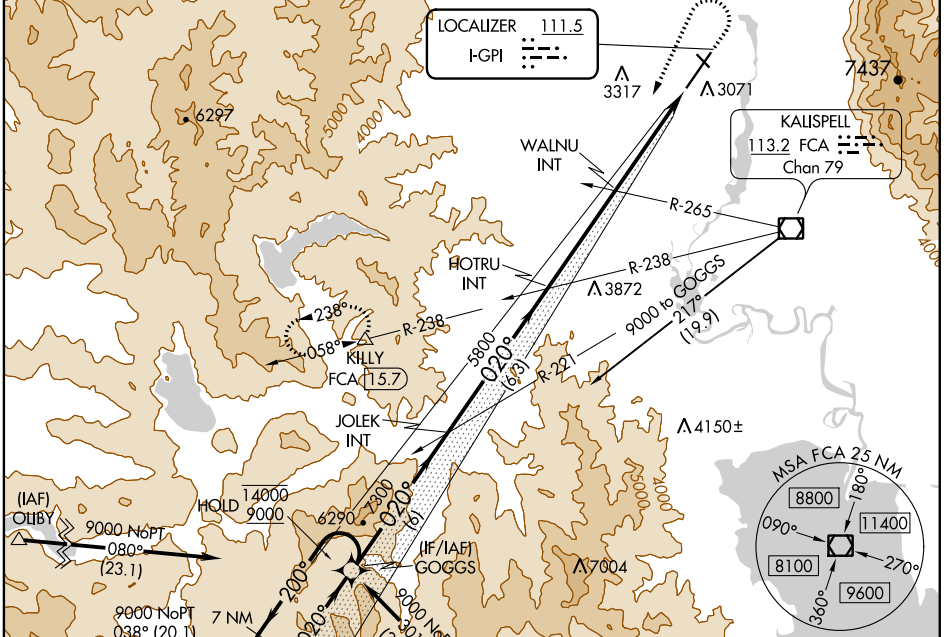 LOCALIZER 111.5
I-GPI
3317
3071
7437
6297
5000
4000
KALISPELL
113.2 FCA
Chan 79
WALNU
INT
R-265
HOTRU
INT
R-238
3872
9000 to GOGGS
217°
(19.9)
238°
058°
R-238
KILLY
FCA 15.7
5800
020°
(6.3)
R-221
4000
JOLEK
INT
4150±
5000
4000
MSA FCA 25 NM
8800
180°
090°
11400
8100
270°
9600
360°
(IAF)
OLIBY
9000 NoPT
080°
(23.1)
HOLD 14000
9000
6290
7300
020°
(6)
(IF/IAF)
GOGGS
7004
200°
020°
7 NM
9000 NoPT
038° (20.1)
9000 NoPT